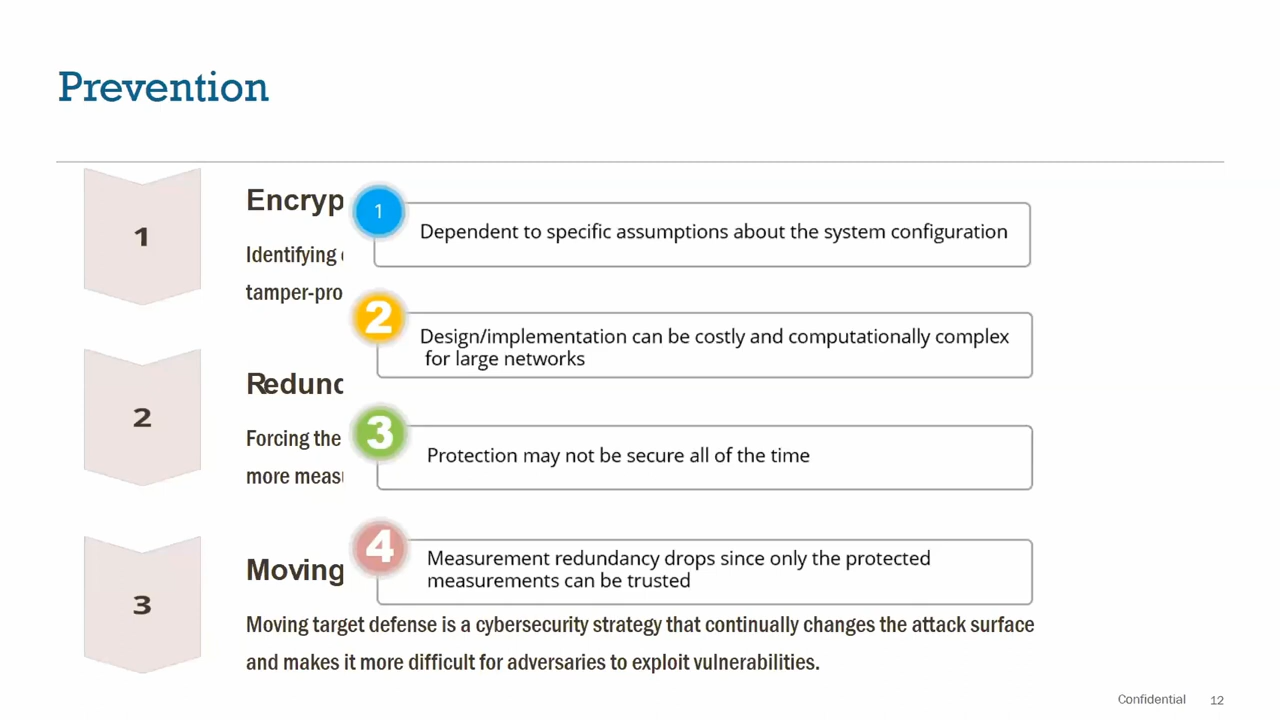 Prevention
1
Encryp
Identifying
tamper-pro
1
Dependent to specific assumptions about the system configuration
2
Design/implementation can be costly and computationally complex
for large networks
2
Redund
Forcing the
more meas
3
Protection may not be secure all of the time
3
Moving
4
Measurement redundancy drops since only the protected
measurements can be trusted
Moving target defense is a cybersecurity strategy that continually changes the attack surface
and makes it more difficult for adversaries to exploit vulnerabilities.
Confidential 12